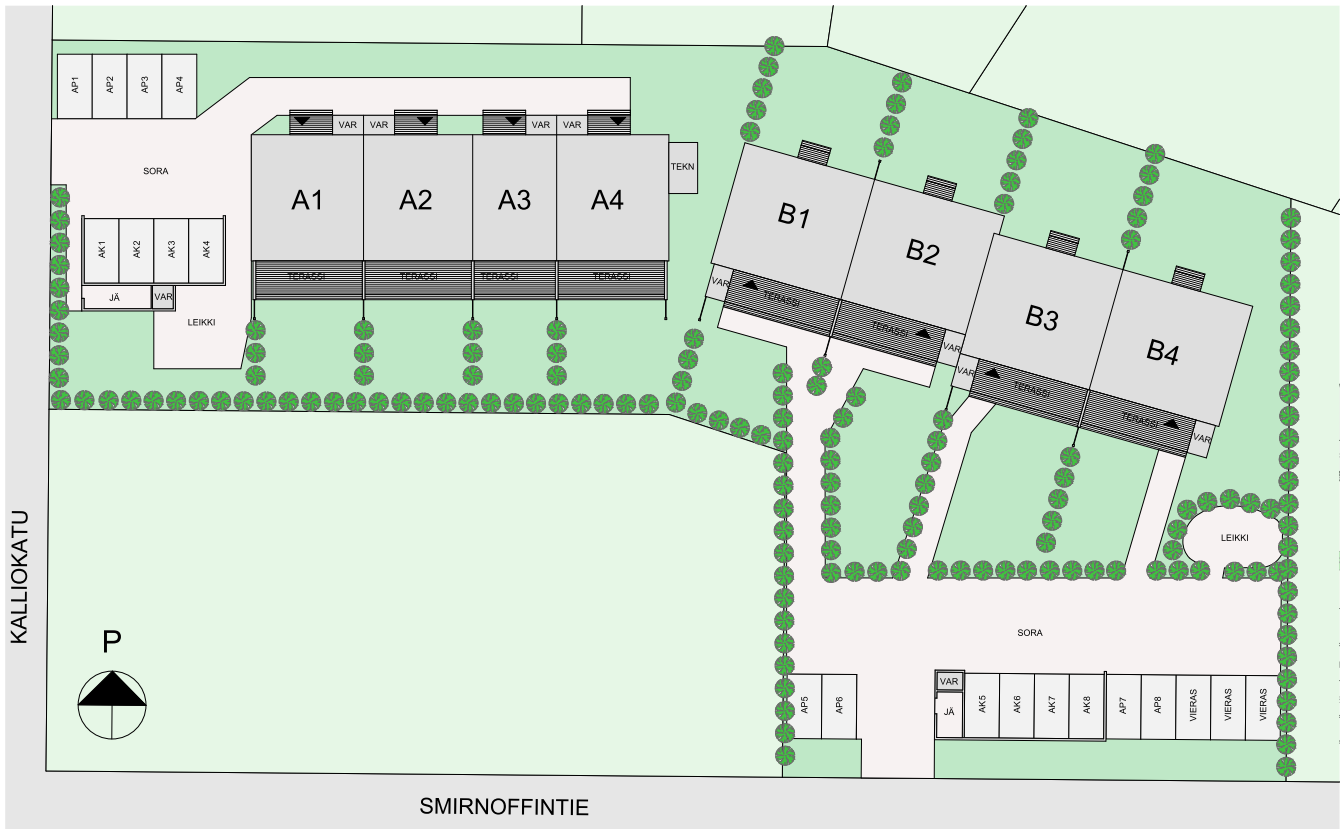 AP1 AP2 AP3 AP4
VAR VAR VAR VAR
SORA
TEKN
A1 A2 A3 A4
B1
B2
B3
B4
AK1 AK2 AK3 AK4
TERASSI TERASSI TERASSI TERASSI
JÄ VAR
LEIKKI
VAR TERASSI TERASSI VAR
VAR TERASSI TERASSI VAR
LEIKKI
KALLIOKATU
P
SORA
AP5 AP6
VAR
JÄ AK5 AK6 AK7 AK8 AP7 AP8 VIERAS VIERAS VIERAS
SMIRNOFFINTIE